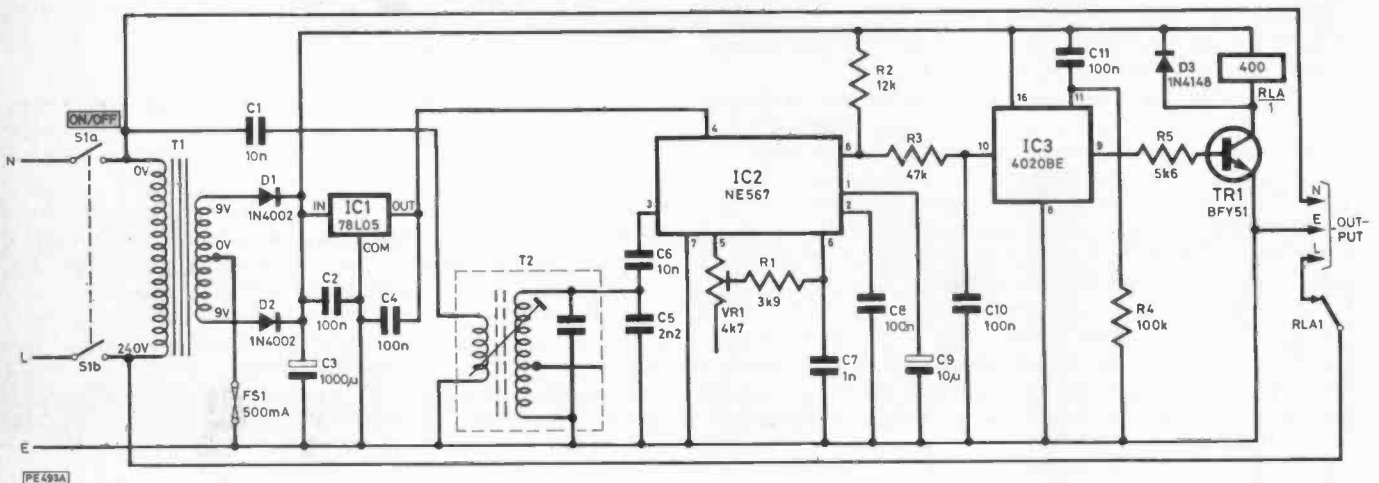 ON/OFF
S1a
T1
C1
10n
N
0V
9V
0V
9V
D1
1N4002
D2
1N4002
IN
IC1
78L05
OUT
COM
C2
100n
C4
100n
C3
1000µ
L
S1b
240V
FS1
500mA
E
T2
C6
10n
C5
2n2
3
4
IC2
NE567
6
1
2
7
5
6
VR1
4k7
R1
3k9
C7
1n
C8
100n
C9
10µ
R2
12k
R3
47k
C10
100n
C11
100n
16
11
10
IC3
4020BE
9
8
R4
100k
D3
1N4148
400
RLA
1
R5
5k6
TR1
BFY51
N
E
L
OUT-
PUT
RLA1
PE493A